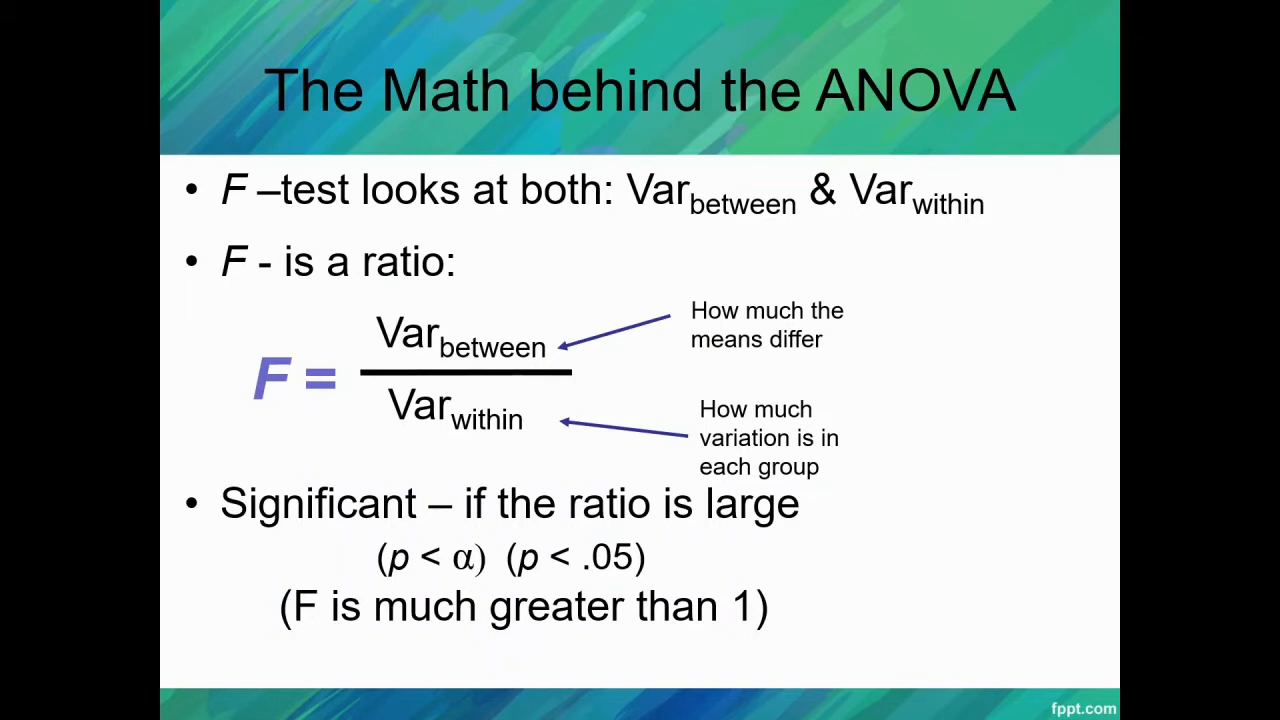 The Math behind the ANOVA
• F –test looks at both: Varbetween & Varwithin
• F - is a ratio:
How much the
means differ
Varbetween
F =
Varwithin
How much
variation is in
each group
• Significant – if the ratio is large
(p < α) (p < .05)
(F is much greater than 1)
fppt.com